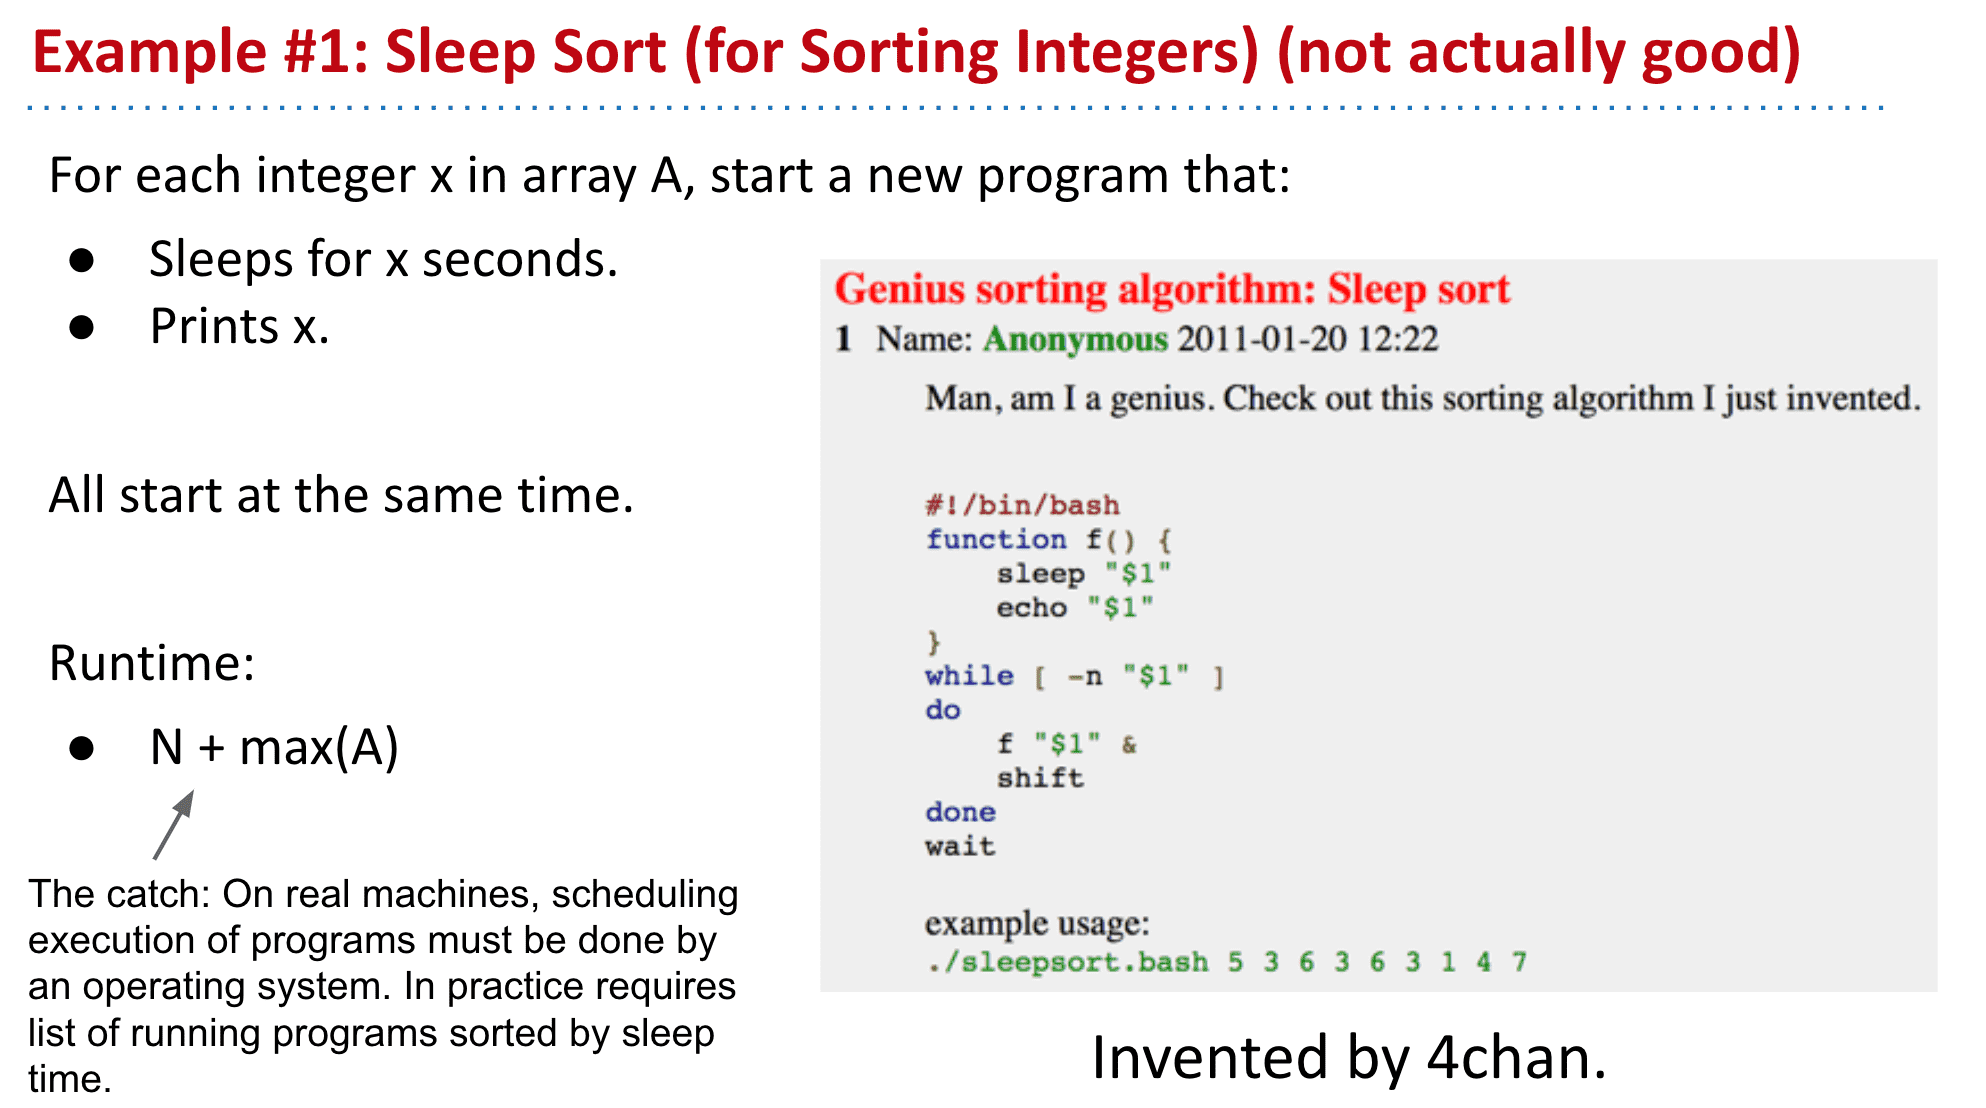 Example #1: Sleep Sort (for Sorting Integers) (not actually good)
For each integer x in array A, start a new program that:
● Sleeps for x seconds.
● Prints x.
All start at the same time.
Runtime:
● N + max(A)
The catch: On real machines, scheduling
execution of programs must be done by
an operating system. In practice requires
list of running programs sorted by sleep
time.
Genius sorting algorithm: Sleep sort
1 Name: Anonymous 2011-01-20 12:22
Man, am I a genius. Check out this sorting algorithm I just invented.
#!/bin/bash
function f() {
    sleep "$1"
    echo "$1"
}
while [ -n "$1" ]
do
    f "$1" &
    shift
done
wait
example usage:
./sleepsort.bash 5 3 6 3 6 3 1 4 7
Invented by 4chan.